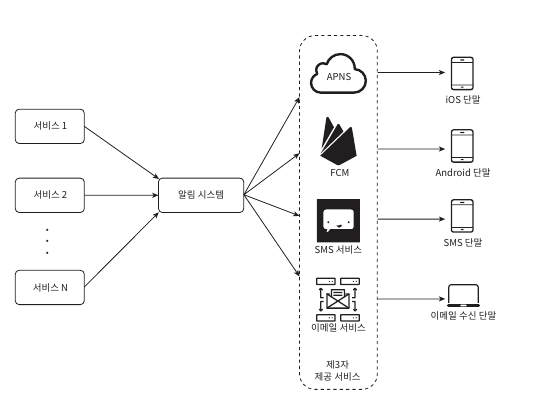 서비스 1
서비스 2
서비스 N
알림 시스템
APNS
FCM
SMS 서비스
이메일 서비스
제3자
제공 서비스
iOS 단말
Android 단말
SMS 단말
이메일 수신 단말